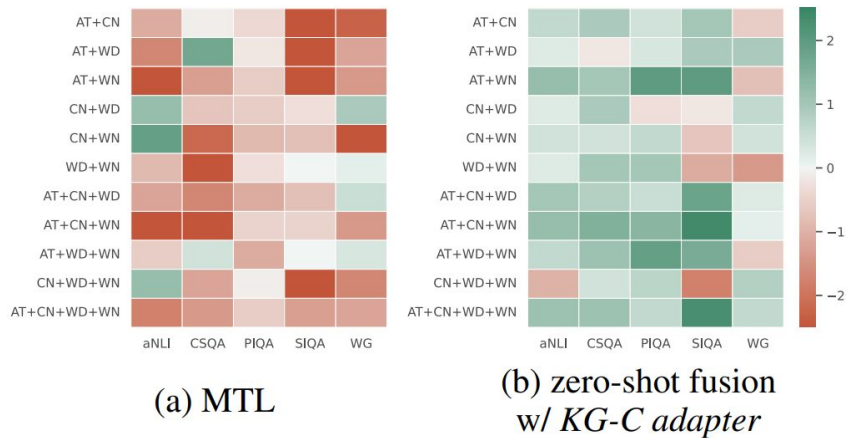 AT+CN
AT+WD
AT+WN
CN+WD
CN+WN
WD+WN
AT+CN+WD
AT+CN+WN
AT+WD+WN
CN+WD+WN
AT+CN+WD+WN
aNLI CSQA PIQA SIQA WG
(a) MTL
AT+CN
AT+WD
AT+WN
CN+WD
CN+WN
WD+WN
AT+CN+WD
AT+CN+WN
AT+WD+WN
CN+WD+WN
AT+CN+WD+WN
aNLI CSQA PIQA SIQA WG
2
1
0
−1
−2
(b) zero-shot fusion
w/ KG-C adapter